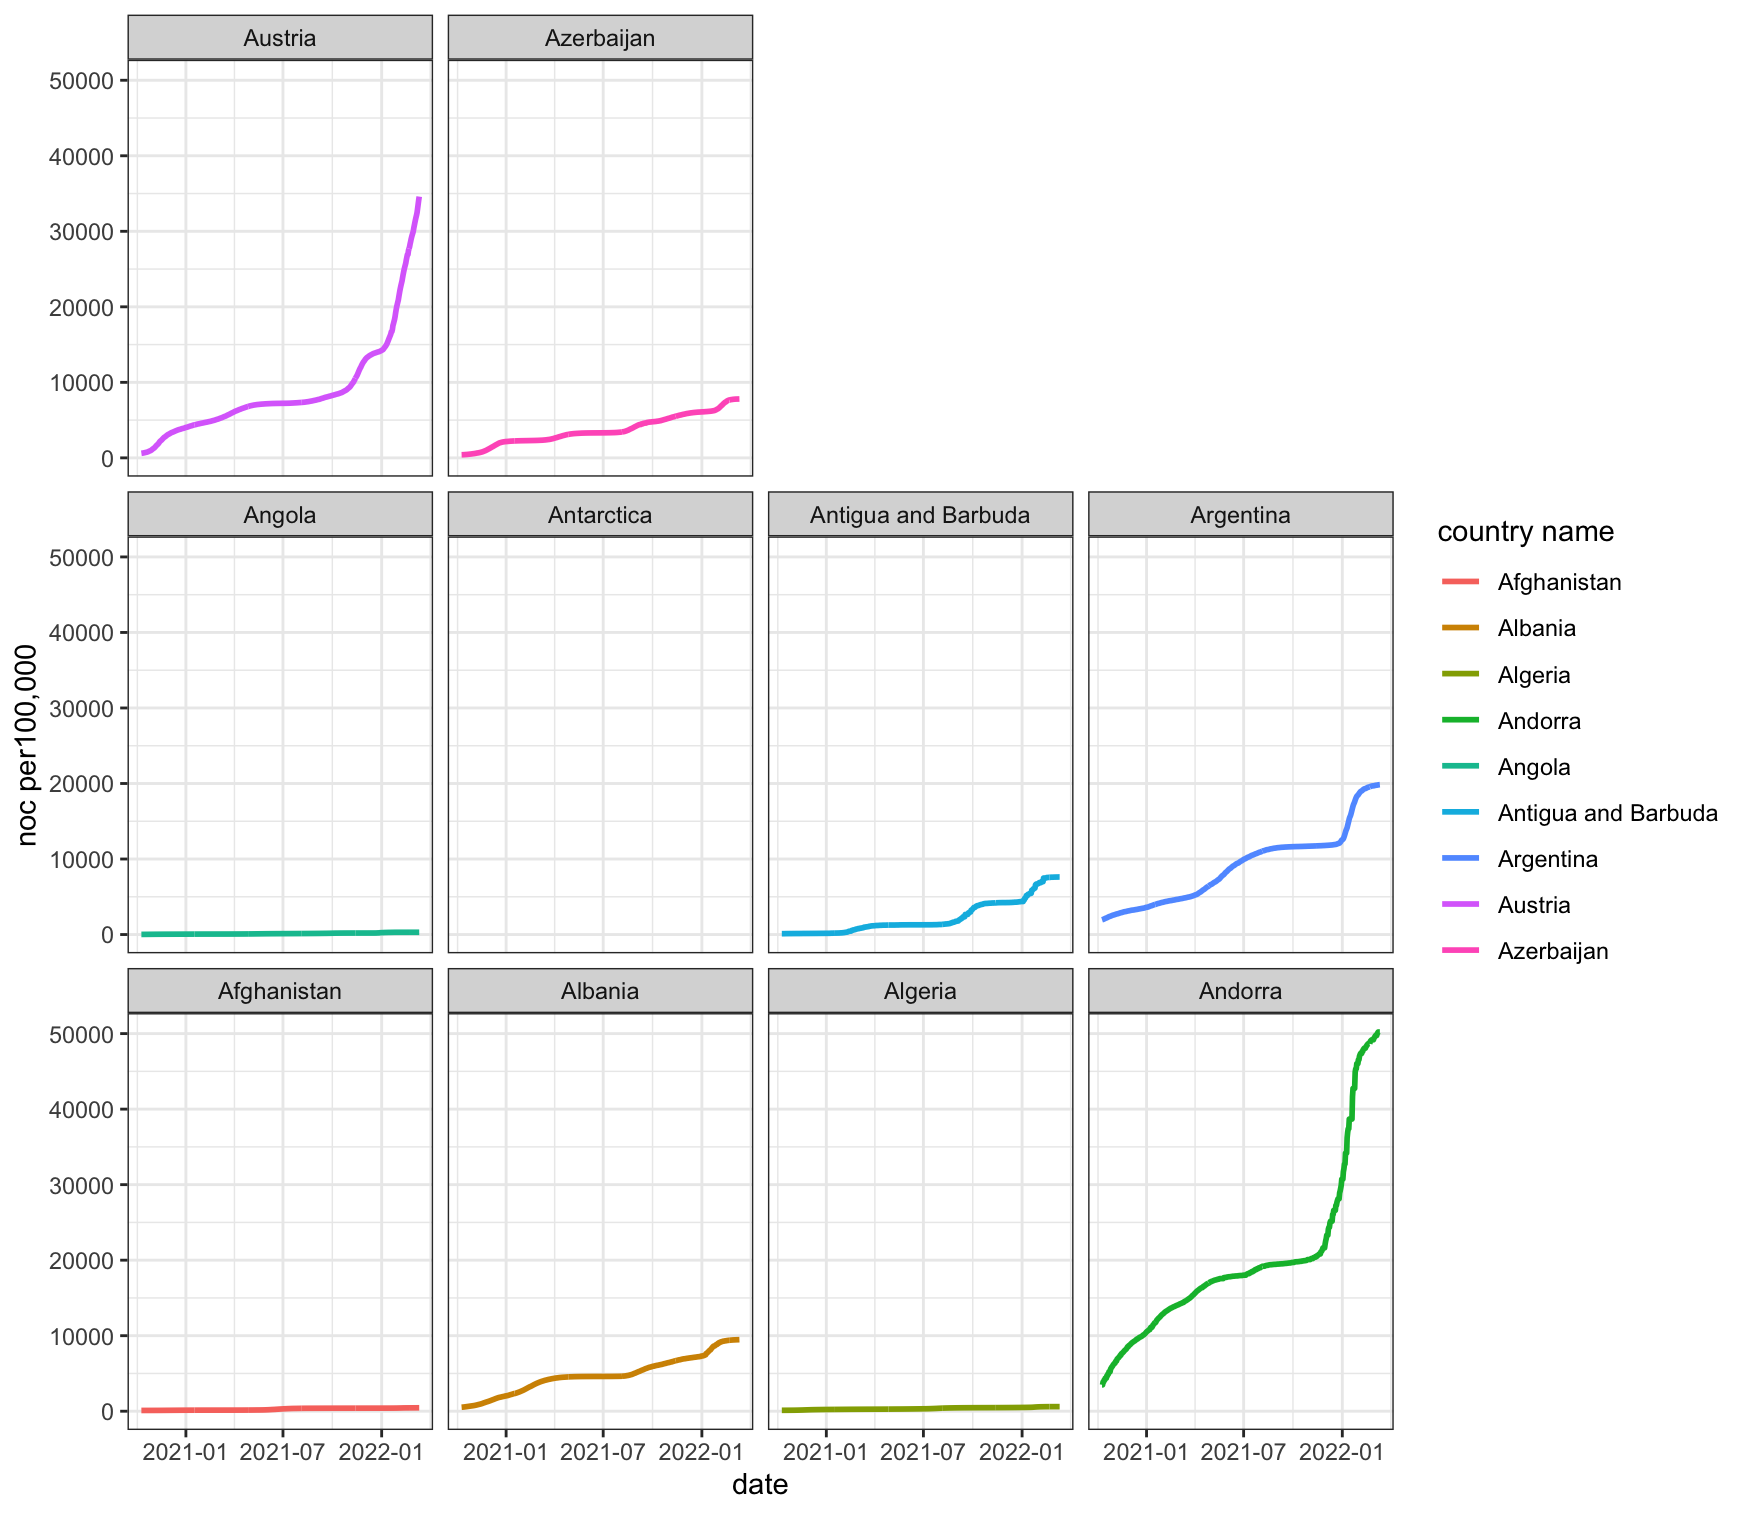 Austria
Azerbaijan
50000
40000
30000
20000
10000
0
Angola
Antarctica
Antigua and Barbuda
Argentina
50000
40000
30000
20000
10000
0
Afghanistan
Albania
Algeria
Andorra
50000
40000
30000
20000
10000
0
2021-01 2021-07 2022-01
2021-01 2021-07 2022-01
2021-01 2021-07 2022-01
2021-01 2021-07 2022-01
date
noc per100,000
country name
Afghanistan
Albania
Algeria
Andorra
Angola
Antigua and Barbuda
Argentina
Austria
Azerbaijan